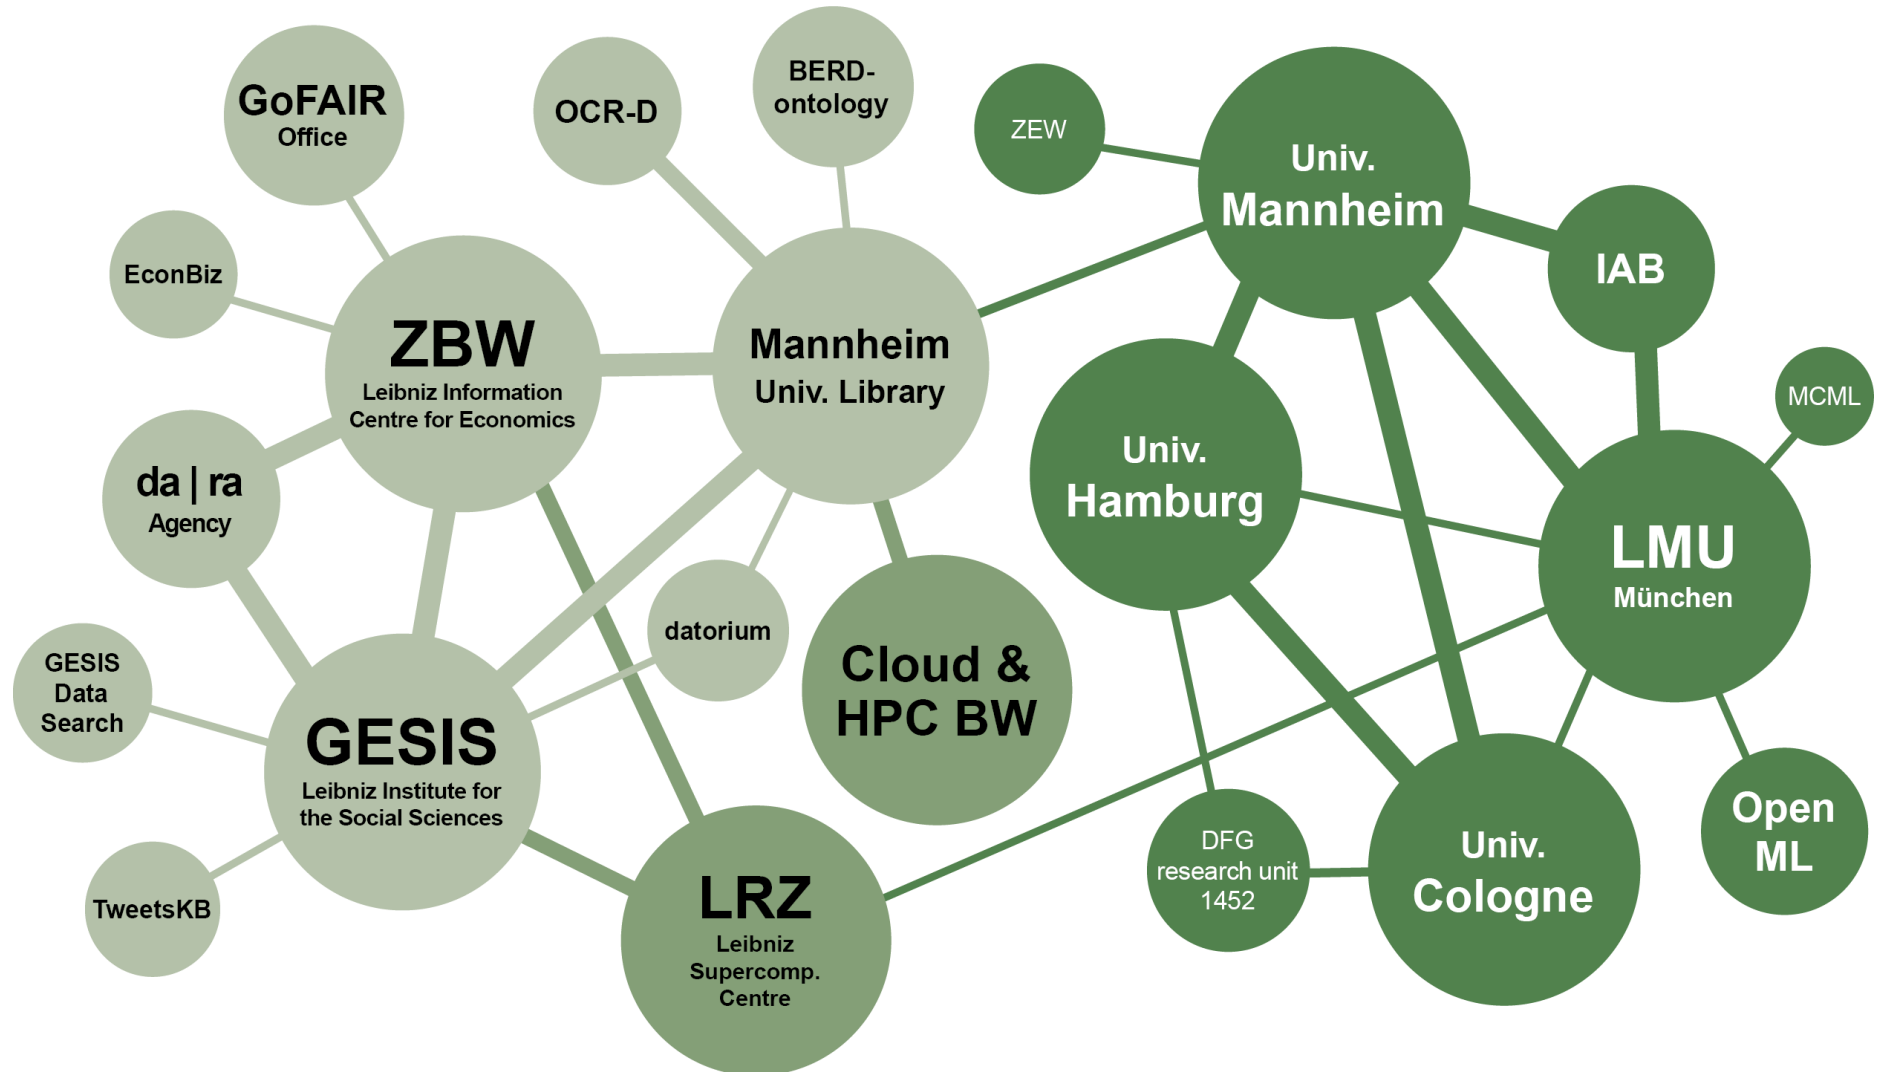 GoFAIR
Office
OCR-D
BERD-
ontology
ZEW
Univ.
Mannheim
EconBiz
IAB
ZBW
Leibniz Information
Centre for Economics
Mannheim
Univ. Library
MCML
da|ra
Agency
Univ.
Hamburg
LMU
München
datorium
GESIS
Data
Search
Cloud &
HPC BW
GESIS
Leibniz Institute for
the Social Sciences
Open
ML
DFG
research unit
1452
Univ.
Cologne
TweetsKB
LRZ
Leibniz
Supercomp.
Centre